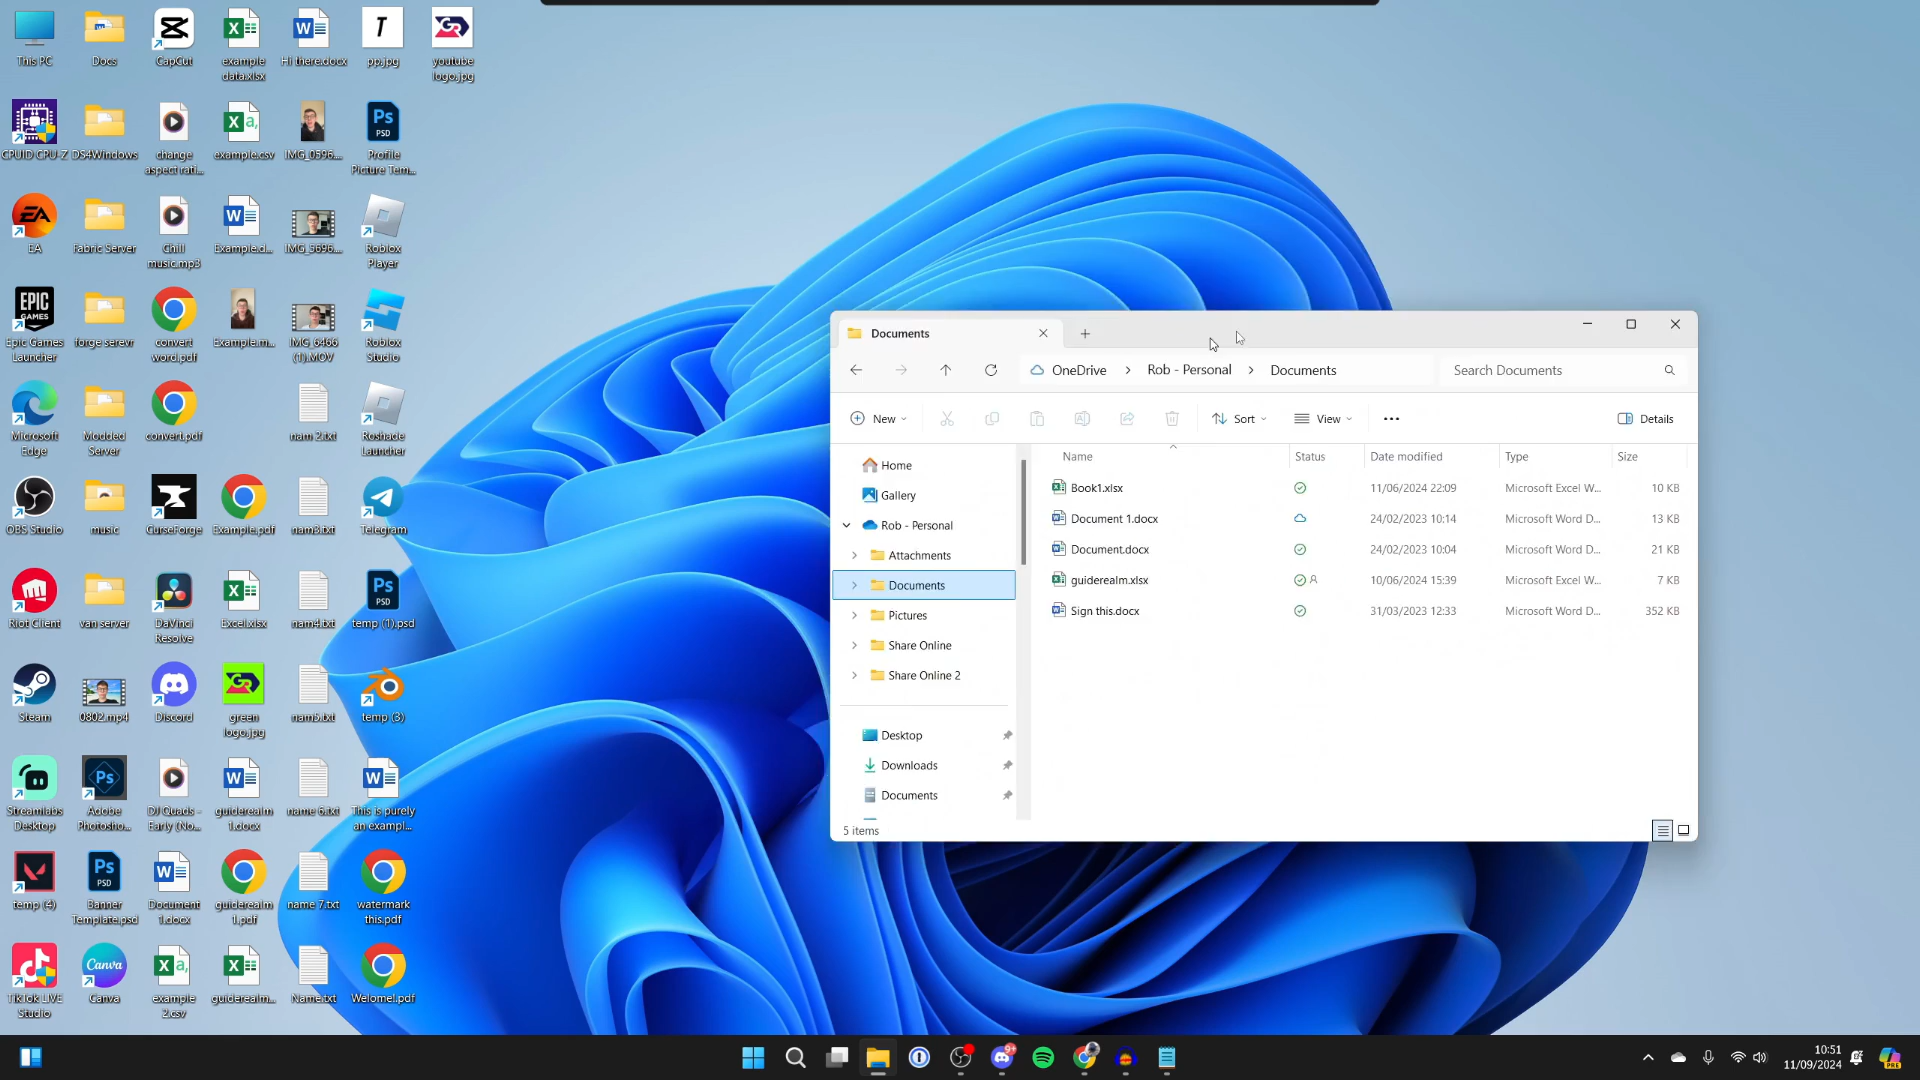 This PC
Docs
CapCut
example
data.xlsx
Hi there.docx
pp.jpg
youtube
logo.jpg
CPUID CPU-Z
DS4Windows
change
aspect rati...
example.csv
IMG_0596....
Profile
Picture Tem...
EA
Fabric Server
Chill
music.mp3
Example.d...
IMG_5696....
Roblox
Player
Epic Games
Launcher
forge serevr
convert
word.pdf
Example.m...
IMG_6466
(1).MOV
Roblox
Studio
Microsoft
Edge
Modded
Server
convert.pdf
nam 2.txt
Roshade
Launcher
OBS Studio
music
CurseForge
Example.pdf
nam3.txt
Telegram
Riot Client
van server
DaVinci
Resolve
Excel.xlsx
nam4.txt
temp (1).psd
Steam
0802.mp4
Discord
green
logo.jpg
nam5.txt
temp (3)
Streamlabs
Desktop
Adobe
Photosho...
DJ Quads -
Early (No...
guiderealm
1.docx
name 6.txt
This is purely
an exampl...
temp (4)
Banner
Template.psd
Document
1.docx
guiderealm
1.pdf
name 7.txt
watermark
this.pdf
TikTok LIVE
Studio
Canva
example
2.csv
guiderealm...
Name.txt
Welome!.pdf
Documents
OneDrive > Rob - Personal > Documents
Search Documents
New
Sort
View
Details
Name Status Date modified Type Size
Home
Gallery
Rob - Personal
Attachments
Documents
Pictures
Share Online
Share Online 2
Desktop
Downloads
Documents
Book1.xlsx 11/06/2024 22:09 Microsoft Excel W... 10 KB
Document 1.docx 24/02/2023 10:14 Microsoft Word D... 13 KB
Document.docx 24/02/2023 10:04 Microsoft Word D... 21 KB
guiderealm.xlsx 10/06/2024 15:39 Microsoft Excel W... 7 KB
Sign this.docx 31/03/2023 12:33 Microsoft Word D... 352 KB
5 items
10:51
11/09/2024